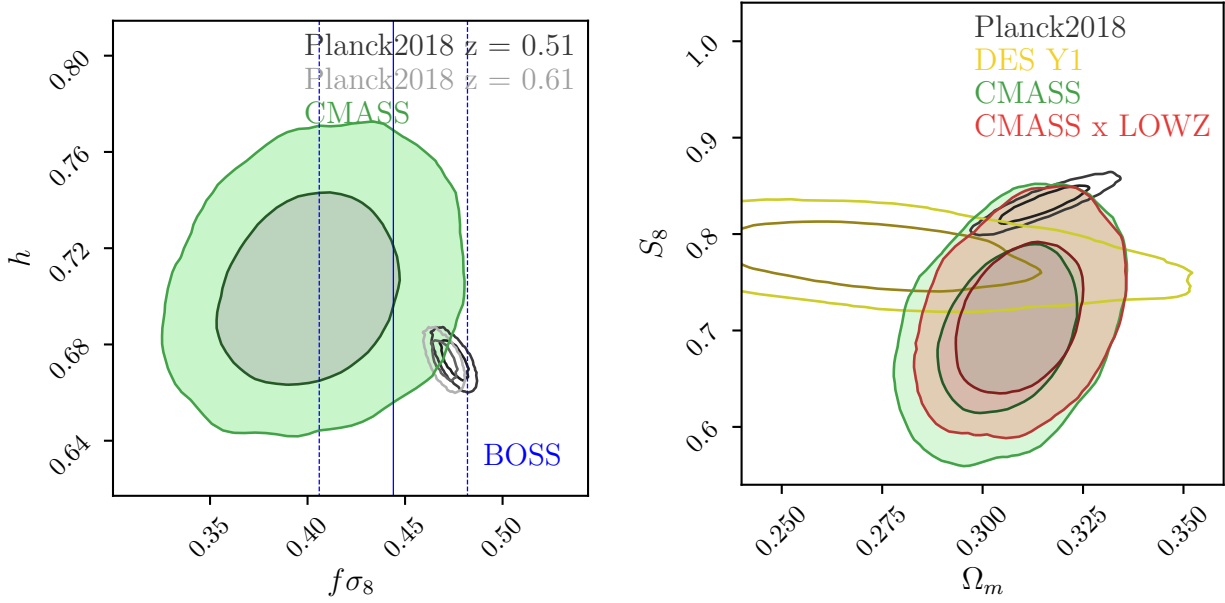 Planck2018 z = 0.51
Planck2018 z = 0.61
CMASS
BOSS
h
0.80
0.76
0.72
0.68
0.64
0.35
0.40
0.45
0.50
fσ₈
Planck2018
DES Y1
CMASS
CMASS x LOWZ
S₈
1.0
0.9
0.8
0.7
0.6
0.250
0.275
0.300
0.325
0.350
Ωₘ